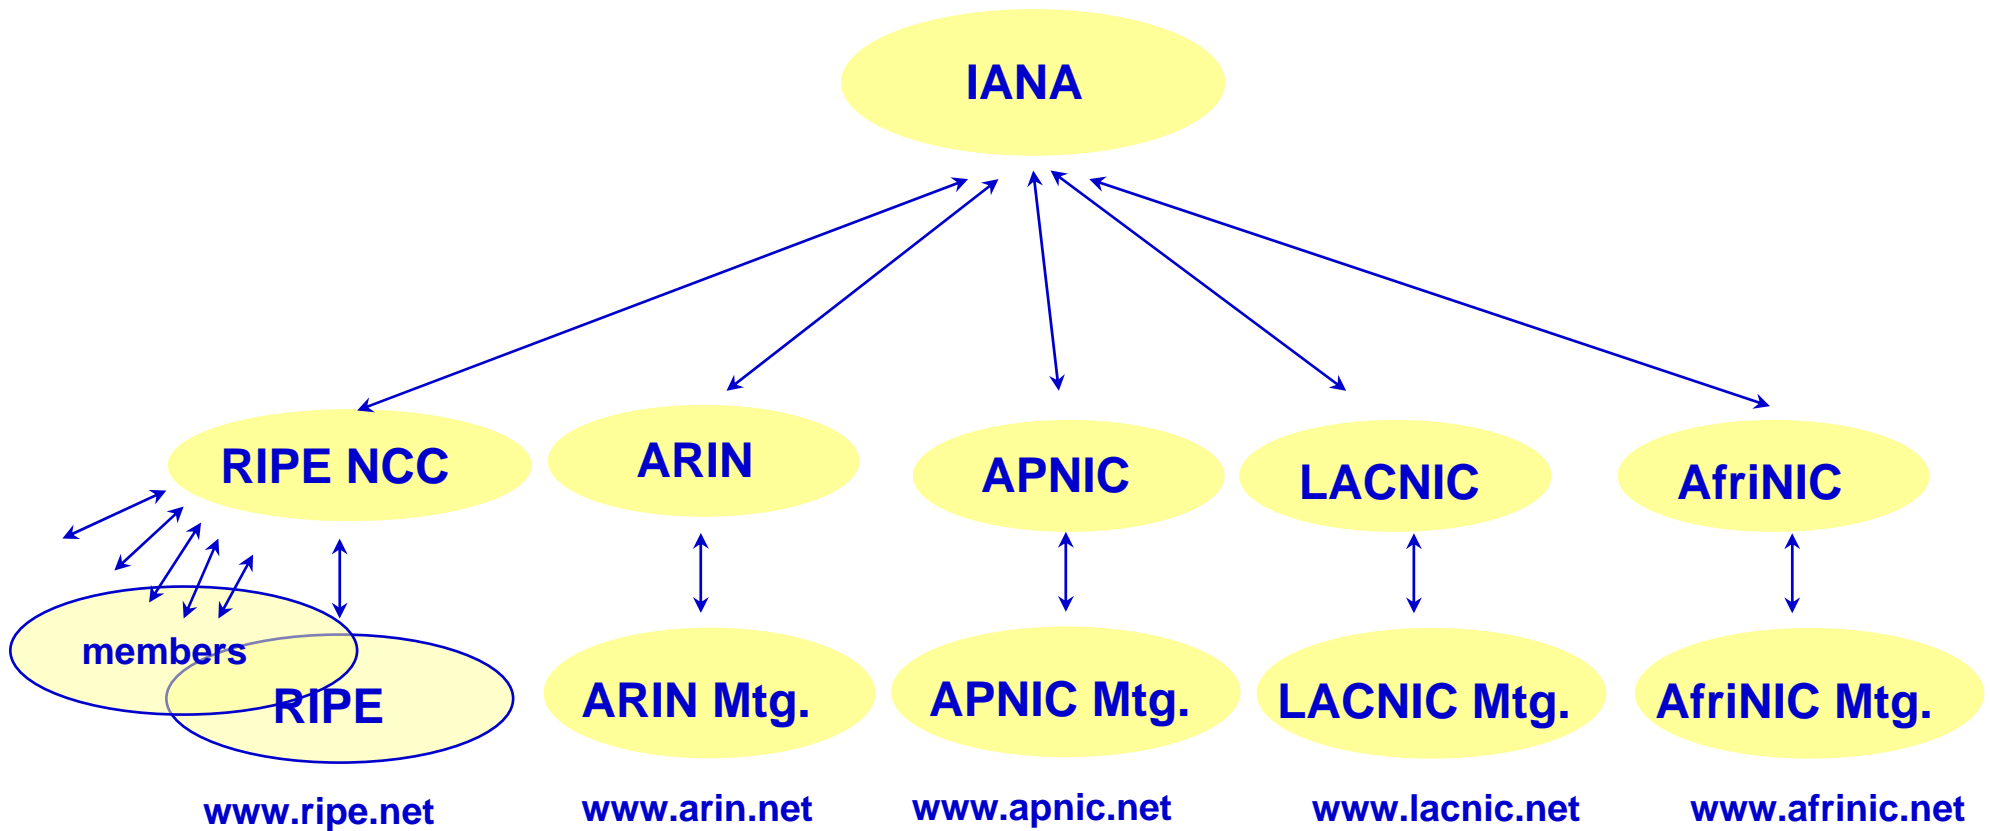 IANA
RIPE NCC
ARIN
APNIC
LACNIC
AfriNIC
members
RIPE
ARIN Mtg.
APNIC Mtg.
LACNIC Mtg.
AfriNIC Mtg.
www.ripe.net
www.arin.net
www.apnic.net
www.lacnic.net
www.afrinic.net